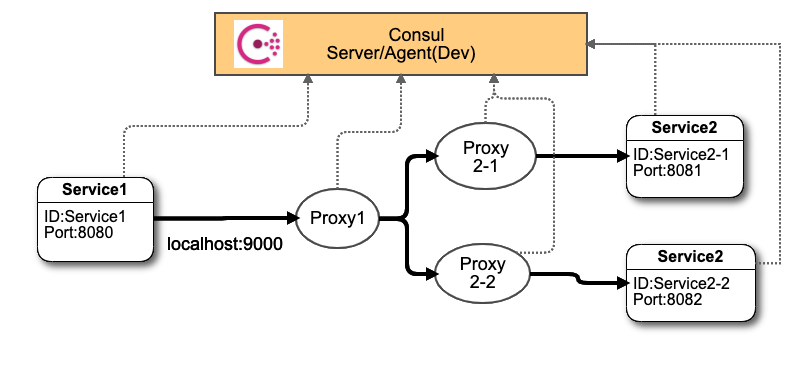 Consul
Server/Agent(Dev)
Service1
ID:Service1
Port:8080
localhost:9000
Proxy1
Proxy
2-1
Proxy
2-2
Service2
ID:Service2-1
Port:8081
Service2
ID:Service2-2
Port:8082